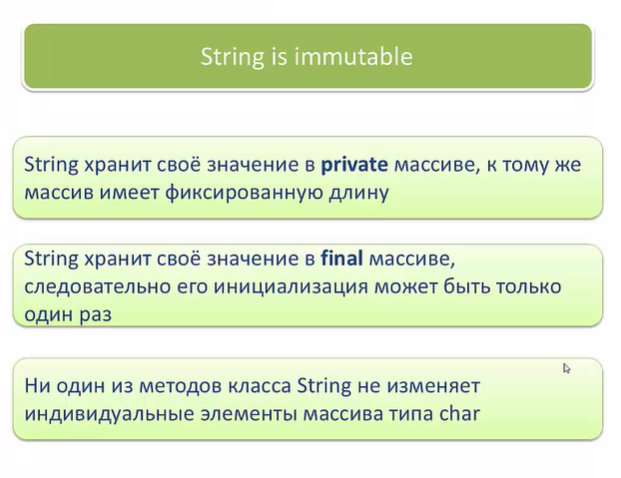 String is immutable
String хранит своё значение в private массиве, к тому же
массив имеет фиксированную длину
String хранит своё значение в final массиве,
следовательно его инициализация может быть только
один раз
Ни один из методов класса String не изменяет
индивидуальные элементы массива типа char